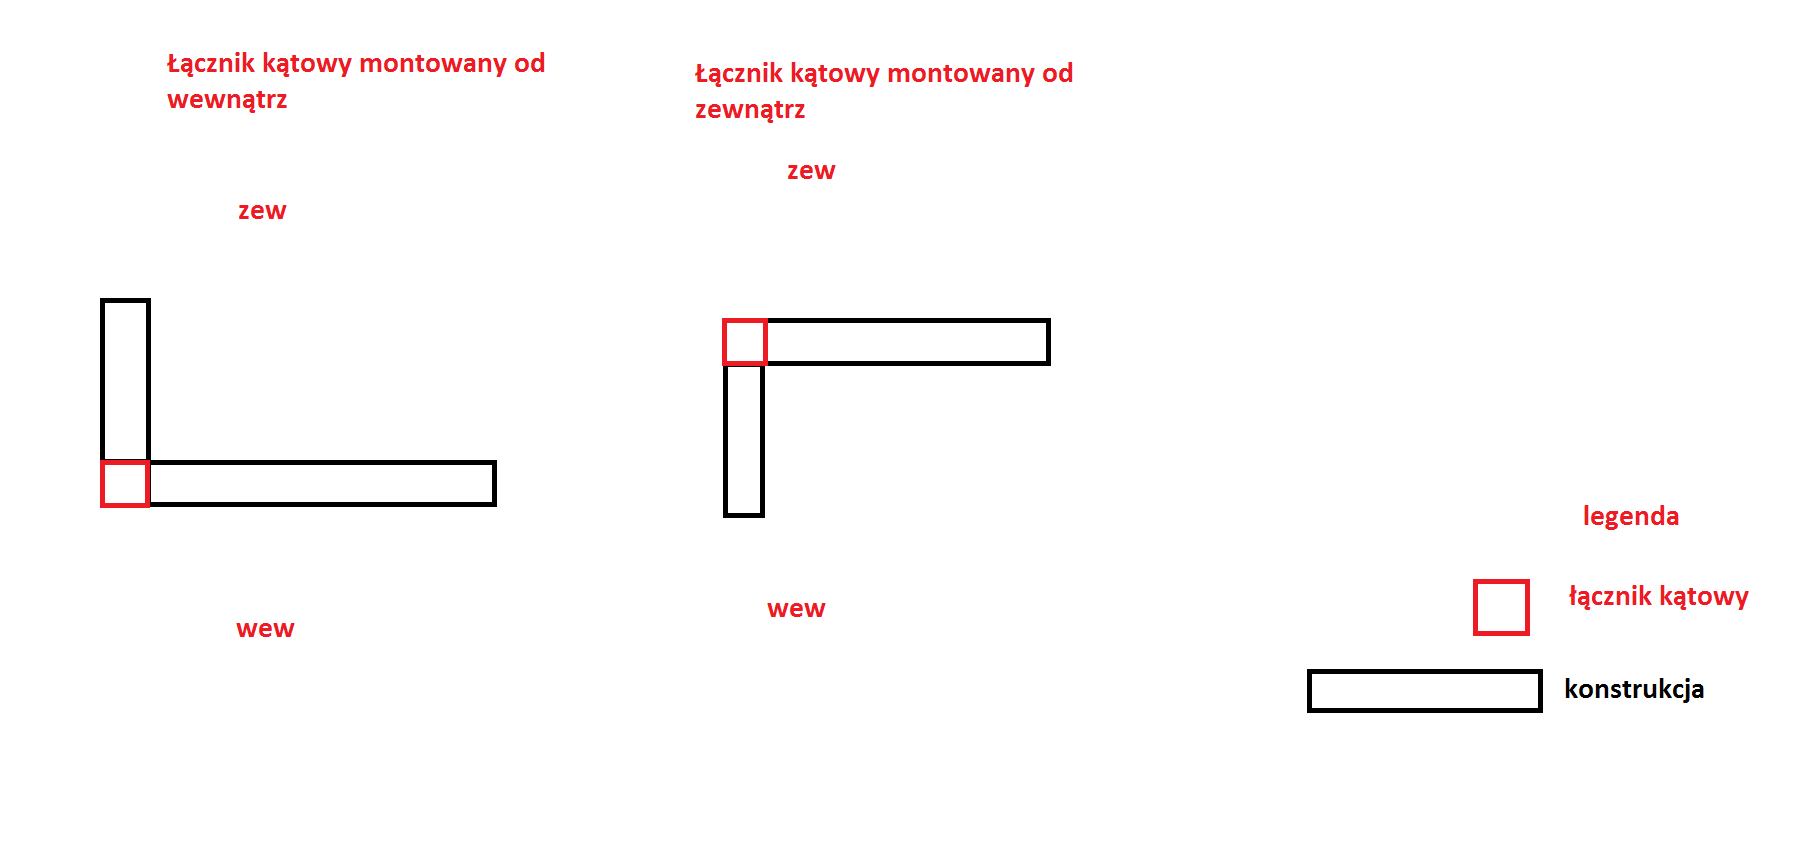 Łącznik kątowy montowany od
wewnątrz
zew
wew
Łącznik kątowy montowany od
zewnątrz
zew
wew
legenda
łącznik kątowy
konstrukcja